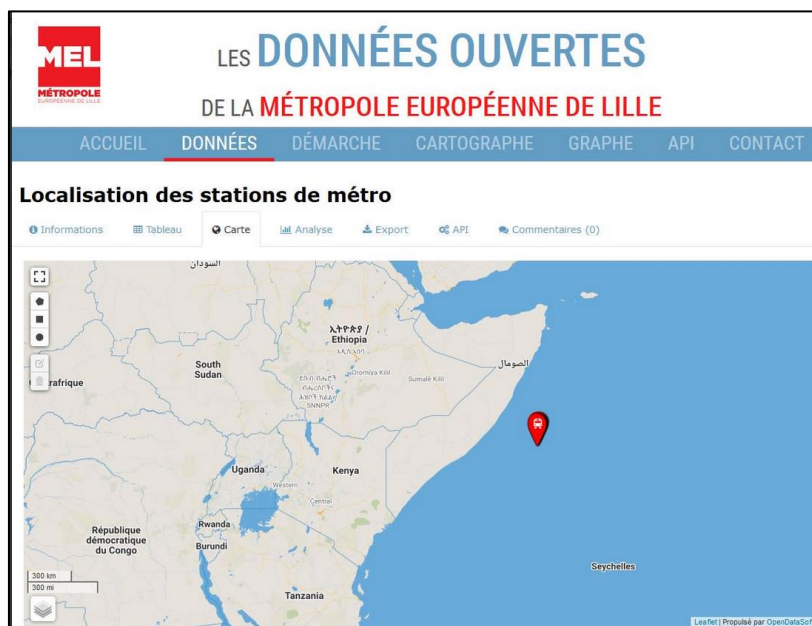 MEL
MÉTROPOLE
EUROPÉENNE DE LILLE
LES DONNÉES OUVERTES
DE LA MÉTROPOLE EUROPÉENNE DE LILLE
ACCUEIL DONNÉES DÉMARCHE CARTOGRAPHE GRAPHE API CONTACT
Localisation des stations de métro
Informations Tableau Carte Analyse Export API Commentaires (0)
السودان
ኢትዮጵያ /
Ethiopia
South
Sudan
Oromiya Kilil
Sumalē Kilil
SNNPR
الصومال
rafrique
Uganda
Kenya
Western
Central
Rwanda
Burundi
République
démocratique
du Congo
Seychelles
Tanzania
300 km
300 mi
Leaflet | Propulsé par OpenDataSoft